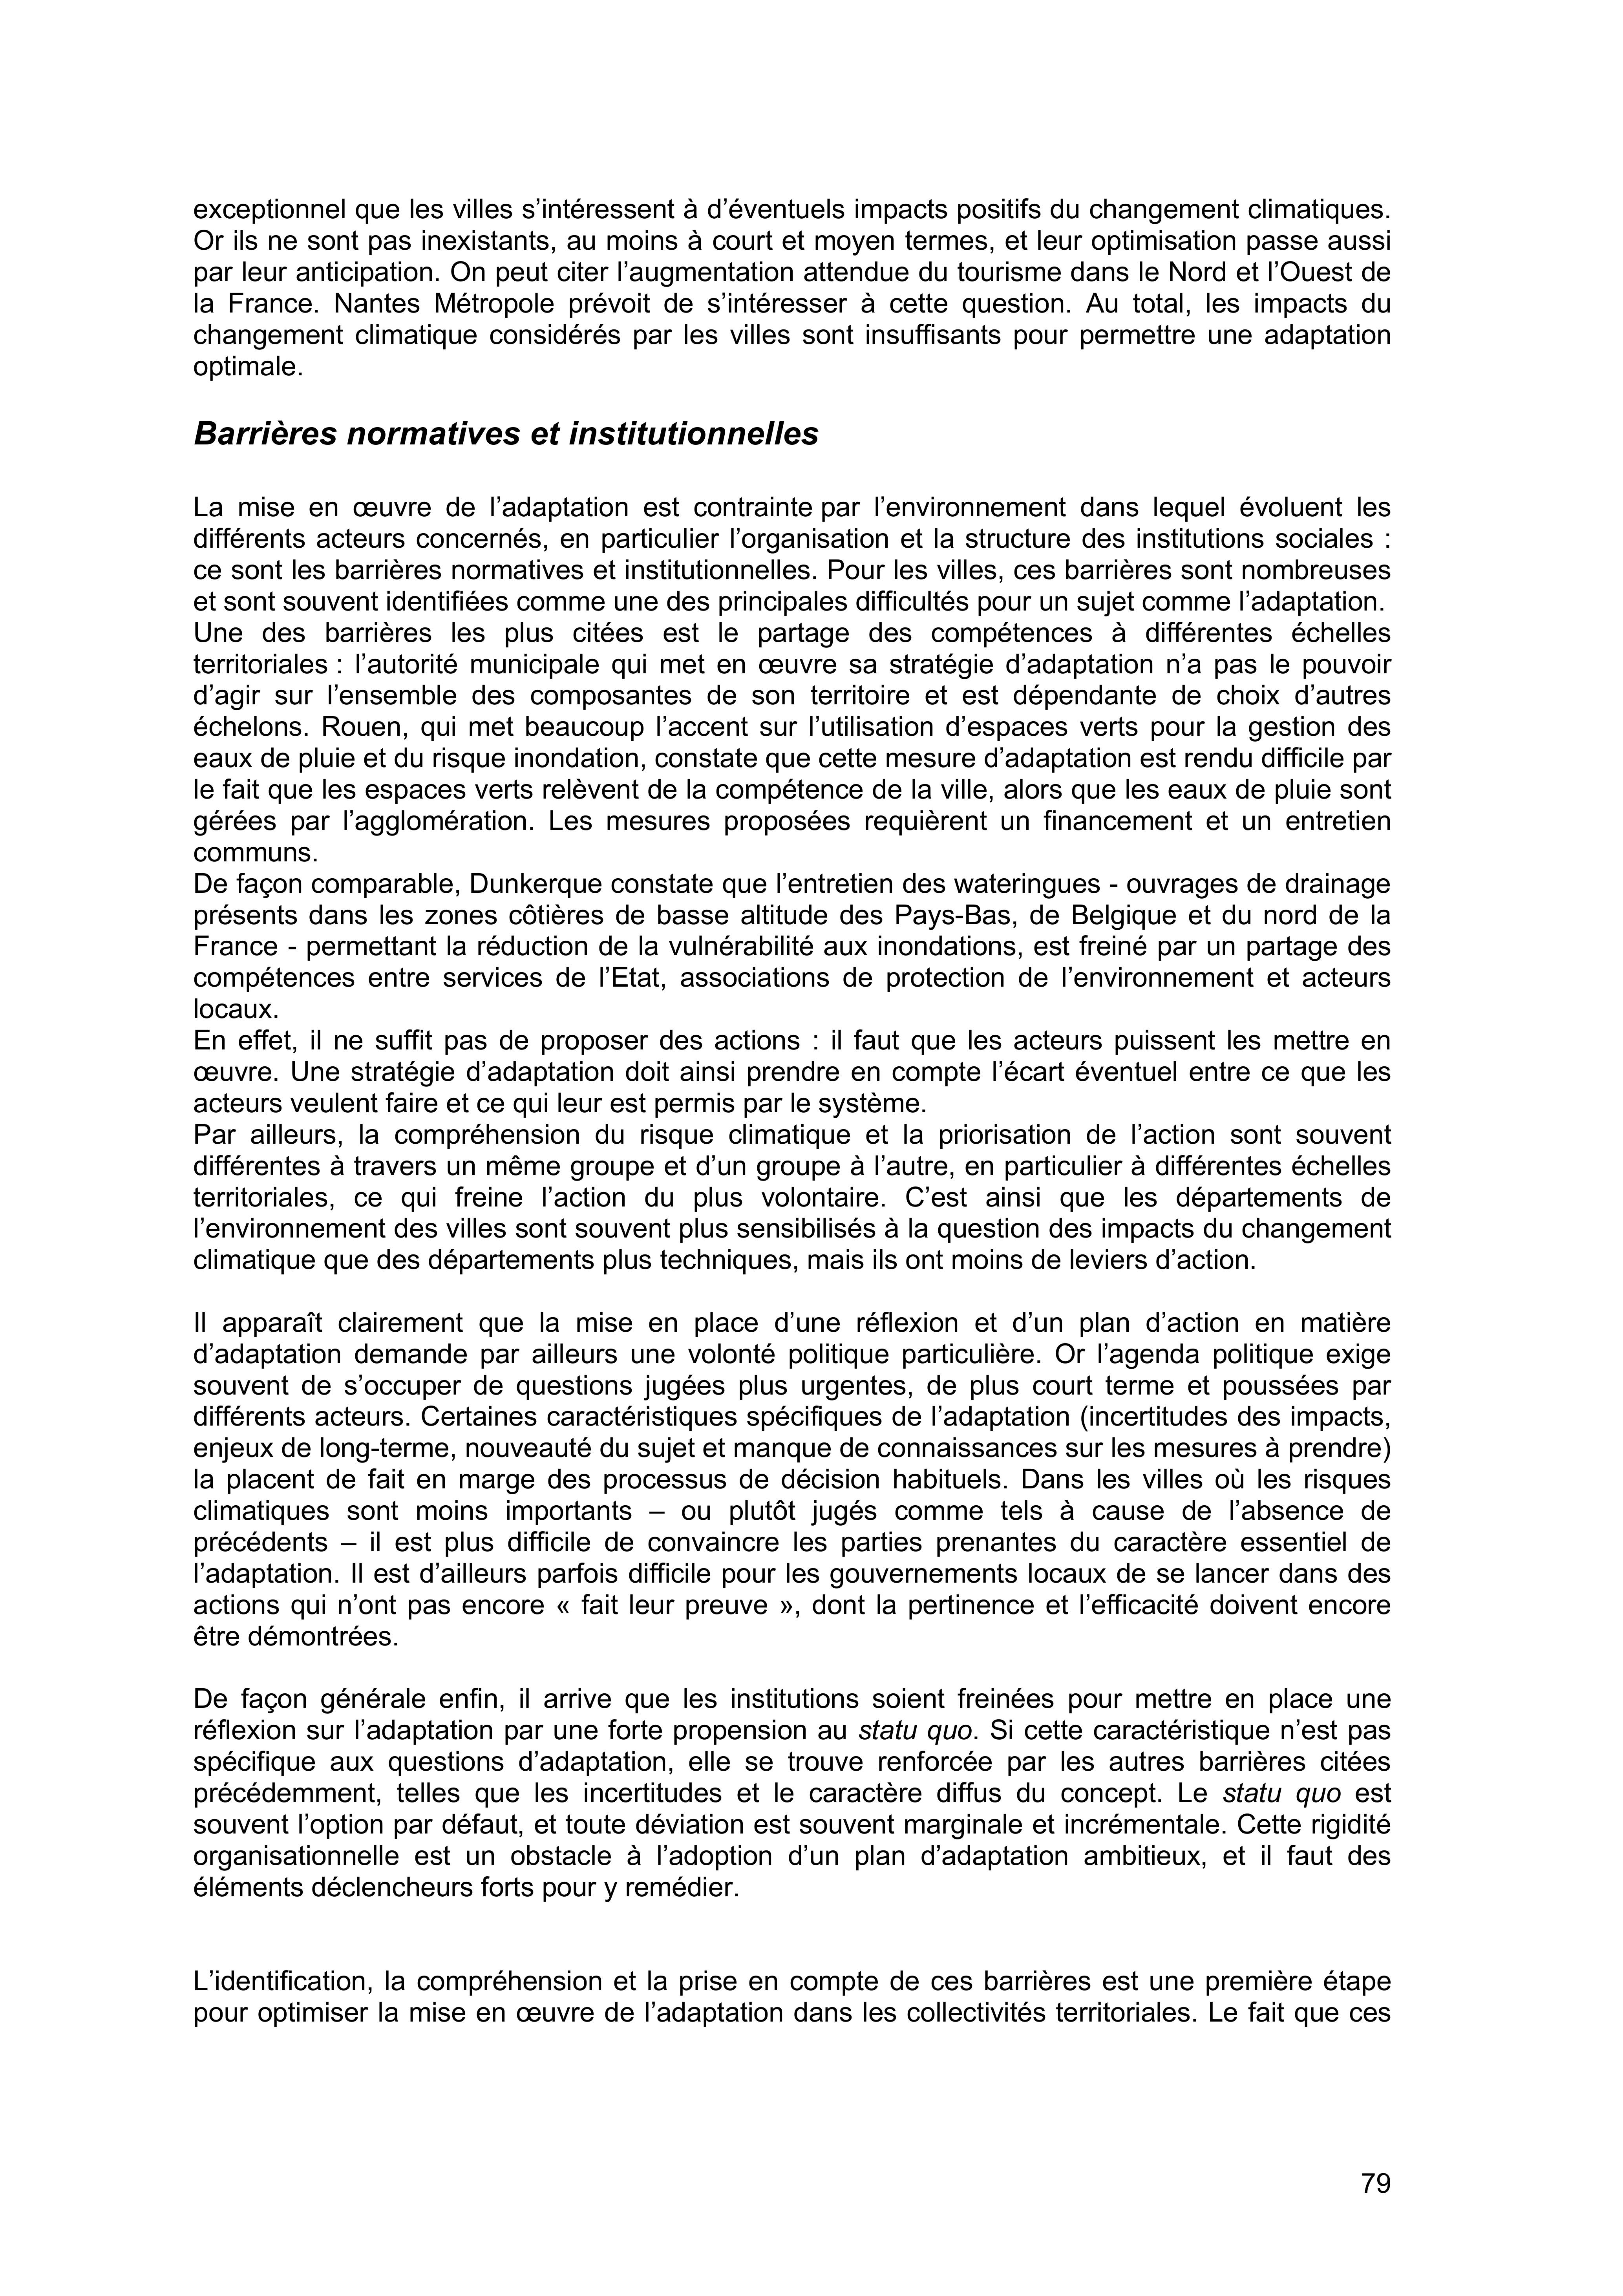 exceptionnel que les villes s’intéressent à d’éventuels impacts positifs du changement climatiques.
Or ils ne sont pas inexistants, au moins à court et moyen termes, et leur optimisation passe aussi
par leur anticipation. On peut citer l’augmentation attendue du tourisme dans le Nord et l’Ouest de
la France. Nantes Métropole prévoit de s’intéresser à cette question. Au total, les impacts du
changement climatique considérés par les villes sont insuffisants pour permettre une adaptation
optimale.
Barrières normatives et institutionnelles
La mise en œuvre de l’adaptation est contrainte par l’environnement dans lequel évoluent les
différents acteurs concernés, en particulier l’organisation et la structure des institutions sociales :
ce sont les barrières normatives et institutionnelles. Pour les villes, ces barrières sont nombreuses
et sont souvent identifiées comme une des principales difficultés pour un sujet comme l’adaptation.
Une des barrières les plus citées est le partage des compétences à différentes échelles
territoriales : l’autorité municipale qui met en œuvre sa stratégie d’adaptation n’a pas le pouvoir
d’agir sur l’ensemble des composantes de son territoire et est dépendante de choix d’autres
échelons. Rouen, qui met beaucoup l’accent sur l’utilisation d’espaces verts pour la gestion des
eaux de pluie et du risque inondation, constate que cette mesure d’adaptation est rendu difficile par
le fait que les espaces verts relèvent de la compétence de la ville, alors que les eaux de pluie sont
gérées par l’agglomération. Les mesures proposées requièrent un financement et un entretien
communs.
De façon comparable, Dunkerque constate que l’entretien des wateringues - ouvrages de drainage
présents dans les zones côtières de basse altitude des Pays-Bas, de Belgique et du nord de la
France - permettant la réduction de la vulnérabilité aux inondations, est freiné par un partage des
compétences entre services de l’Etat, associations de protection de l’environnement et acteurs
locaux.
En effet, il ne suffit pas de proposer des actions : il faut que les acteurs puissent les mettre en
œuvre. Une stratégie d’adaptation doit ainsi prendre en compte l’écart éventuel entre ce que les
acteurs veulent faire et ce qui leur est permis par le système.
Par ailleurs, la compréhension du risque climatique et la priorisation de l’action sont souvent
différentes à travers un même groupe et d’un groupe à l’autre, en particulier à différentes échelles
territoriales, ce qui freine l’action du plus volontaire. C’est ainsi que les départements de
l’environnement des villes sont souvent plus sensibilisés à la question des impacts du changement
climatique que des départements plus techniques, mais ils ont moins de leviers d’action.
Il apparaît clairement que la mise en place d’une réflexion et d’un plan d’action en matière
d’adaptation demande par ailleurs une volonté politique particulière. Or l’agenda politique exige
souvent de s’occuper de questions jugées plus urgentes, de plus court terme et poussées par
différents acteurs. Certaines caractéristiques spécifiques de l’adaptation (incertitudes des impacts,
enjeux de long-terme, nouveauté du sujet et manque de connaissances sur les mesures à prendre)
la placent de fait en marge des processus de décision habituels. Dans les villes où les risques
climatiques sont moins importants – ou plutôt jugés comme tels à cause de l’absence de
précédents – il est plus difficile de convaincre les parties prenantes du caractère essentiel de
l’adaptation. Il est d’ailleurs parfois difficile pour les gouvernements locaux de se lancer dans des
actions qui n’ont pas encore « fait leur preuve », dont la pertinence et l’efficacité doivent encore
être démontrées.
De façon générale enfin, il arrive que les institutions soient freinées pour mettre en place une
réflexion sur l’adaptation par une forte propension au statu quo. Si cette caractéristique n’est pas
spécifique aux questions d’adaptation, elle se trouve renforcée par les autres barrières citées
précédemment, telles que les incertitudes et le caractère diffus du concept. Le statu quo est
souvent l’option par défaut, et toute déviation est souvent marginale et incrémentale. Cette rigidité
organisationnelle est un obstacle à l’adoption d’un plan d’adaptation ambitieux, et il faut des
éléments déclencheurs forts pour y remédier.
L’identification, la compréhension et la prise en compte de ces barrières est une première étape
pour optimiser la mise en œuvre de l’adaptation dans les collectivités territoriales. Le fait que ces
79